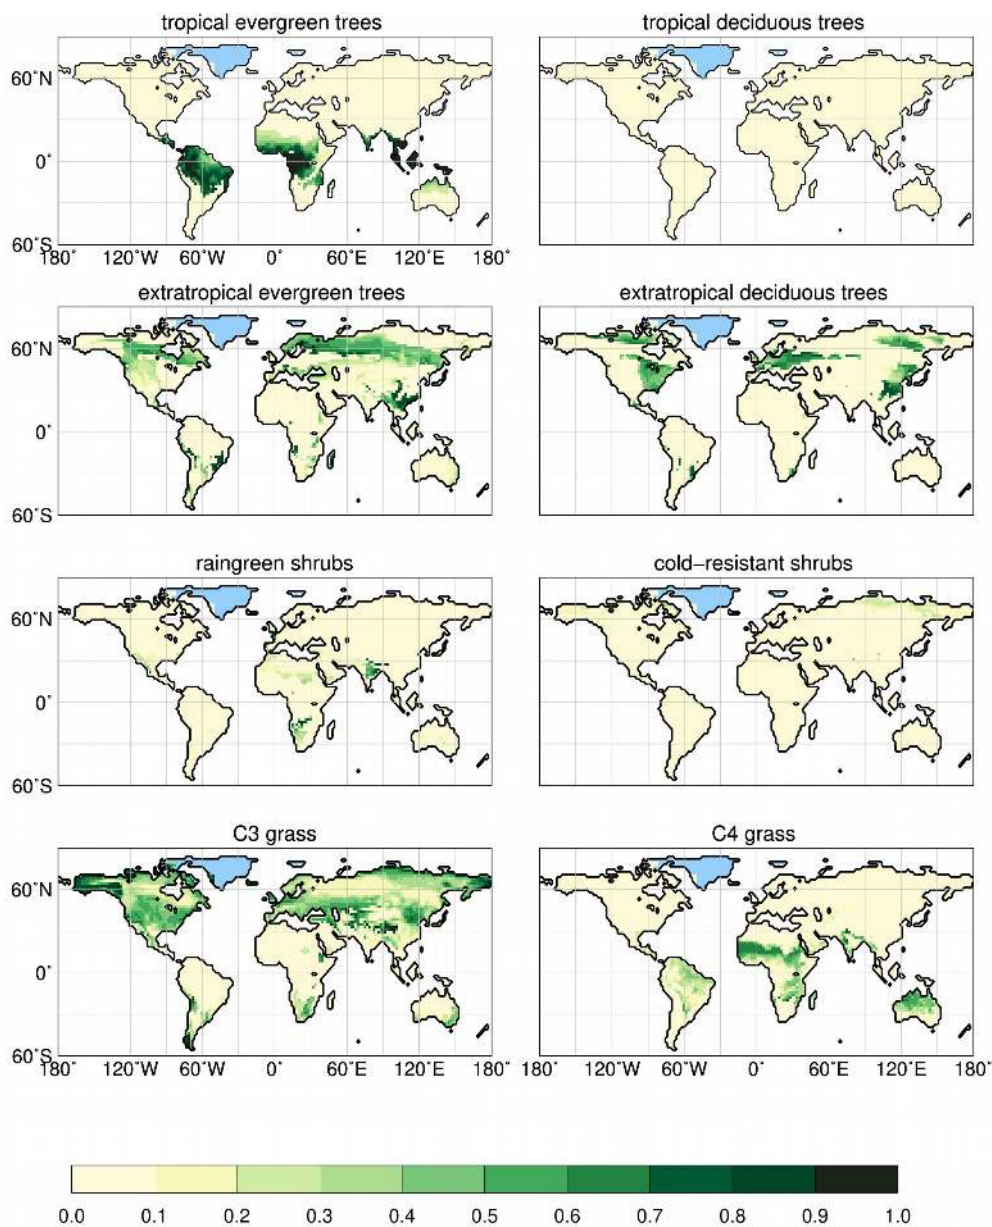 tropical evergreen trees tropical deciduous trees
60˚N
0˚
60˚S
180˚ 120˚W 60˚W 0˚ 60˚E 120˚E 180˚
extratropical evergreen trees extratropical deciduous trees
60˚N
0˚
60˚S
raingreen shrubs cold−resistant shrubs
60˚N
0˚
60˚S
C3 grass C4 grass
60˚N
0˚
60˚S
180˚ 120˚W 60˚W 0˚ 60˚E 120˚E 180˚ 120˚W 60˚W 0˚ 60˚E 120˚E 180˚
0.0 0.1 0.2 0.3 0.4 0.5 0.6 0.7 0.8 0.9 1.0